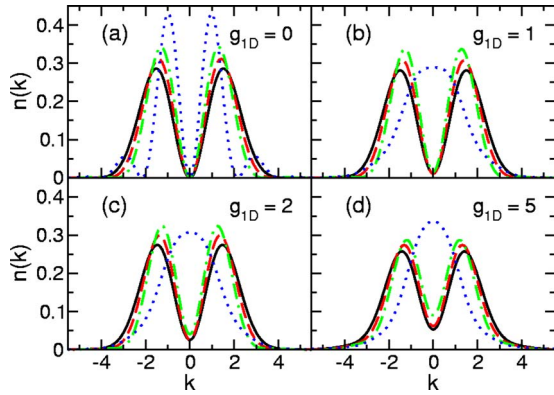 (a) g1D = 0
(b) g1D = 1
n(k)
0.4
0.3
0.2
0.1
0
(c) g1D = 2
(d) g1D = 5
n(k)
0.4
0.3
0.2
0.1
0
-4 -2 0 2 4
-4 -2 0 2 4
k
k